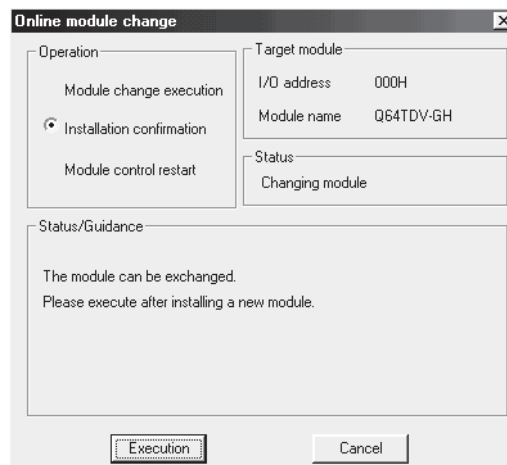 Online module change
Operation
Module change execution
Installation confirmation
Module control restart
Target module
I/O address 000H
Module name Q64TDV-GH
Status
Changing module
Status/Guidance
The module can be exchanged.
Please execute after installing a new module.
Execution Cancel